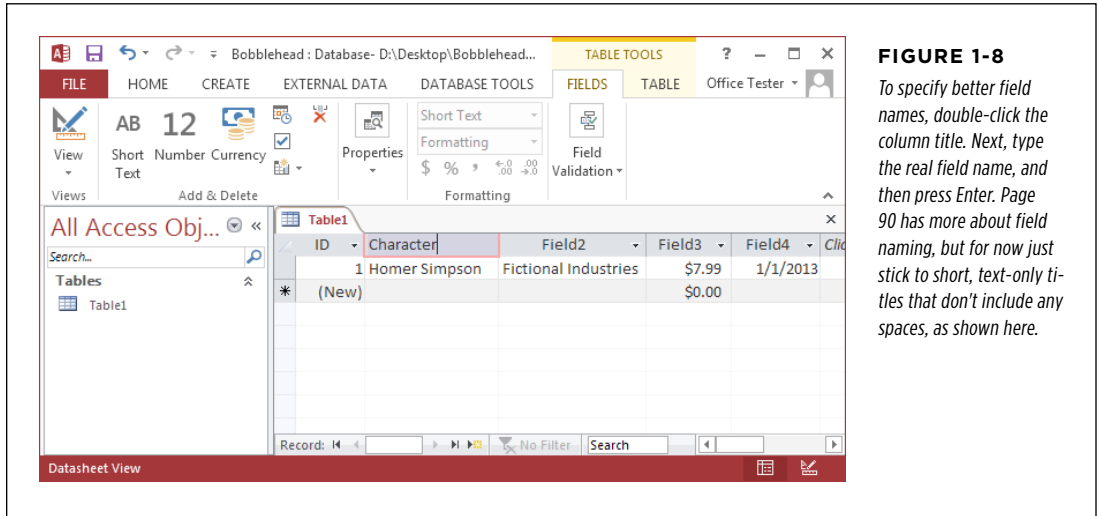 Bobblehead : Database- D:\Desktop\Bobblehead...
TABLE TOOLS
?
FILE
HOME
CREATE
EXTERNAL DATA
DATABASE TOOLS
FIELDS
TABLE
Office Tester
View
AB
Short
Text
12
Number
Currency
Properties
Short Text
Formatting
$ % , .00 .00
Field
Validation
Views
Add & Delete
Formatting
All Access Obj...
«
Search...
Tables
Table1
Table1
ID Character Field2 Field3 Field4 Clic
1 Homer Simpson Fictional Industries $7.99 1/1/2013
* (New) $0.00
Record:
No Filter
Search
Datasheet View
FIGURE 1-8
To specify better field
names, double-click the
column title. Next, type
the real field name, and
then press Enter. Page
90 has more about field
naming, but for now just
stick to short, text-only ti-
tles that don't include any
spaces, as shown here.